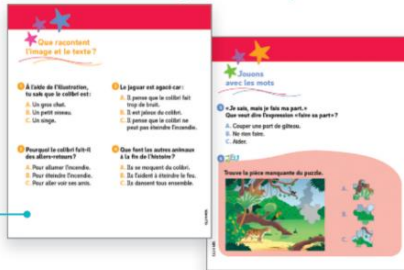 Que racontent
l'image et le texte ?
1 À l'aide de l'illustration,
tu sais que le colibri est :
A. Un gros chat.
B. Un petit oiseau.
C. Un singe.
2 Pourquoi le colibri fait-il
des allers-retours ?
A. Pour allumer l'incendie.
B. Pour éteindre l'incendie.
C. Pour aller voir ses amis.
3 Le jaguar est agacé car :
A. Il pense que le colibri fait
trop de bruit.
B. Il est jaloux du colibri.
C. Il pense que le colibri ne
peut pas éteindre l'incendie.
4 Que font les autres animaux
à la fin de l'histoire ?
A. Ils se moquent du colibri.
B. Ils l'aident à éteindre le feu.
C. Ils dansent tous ensemble.
Jouons
avec les mots
« Je sais, mais je fais ma part. »
Que veut dire l'expression « faire sa part » ?
A. Couper une part de gâteau.
B. Ne rien faire.
C. Aider.
JEU
Trouve la pièce manquante du puzzle.
A.
B.
C.